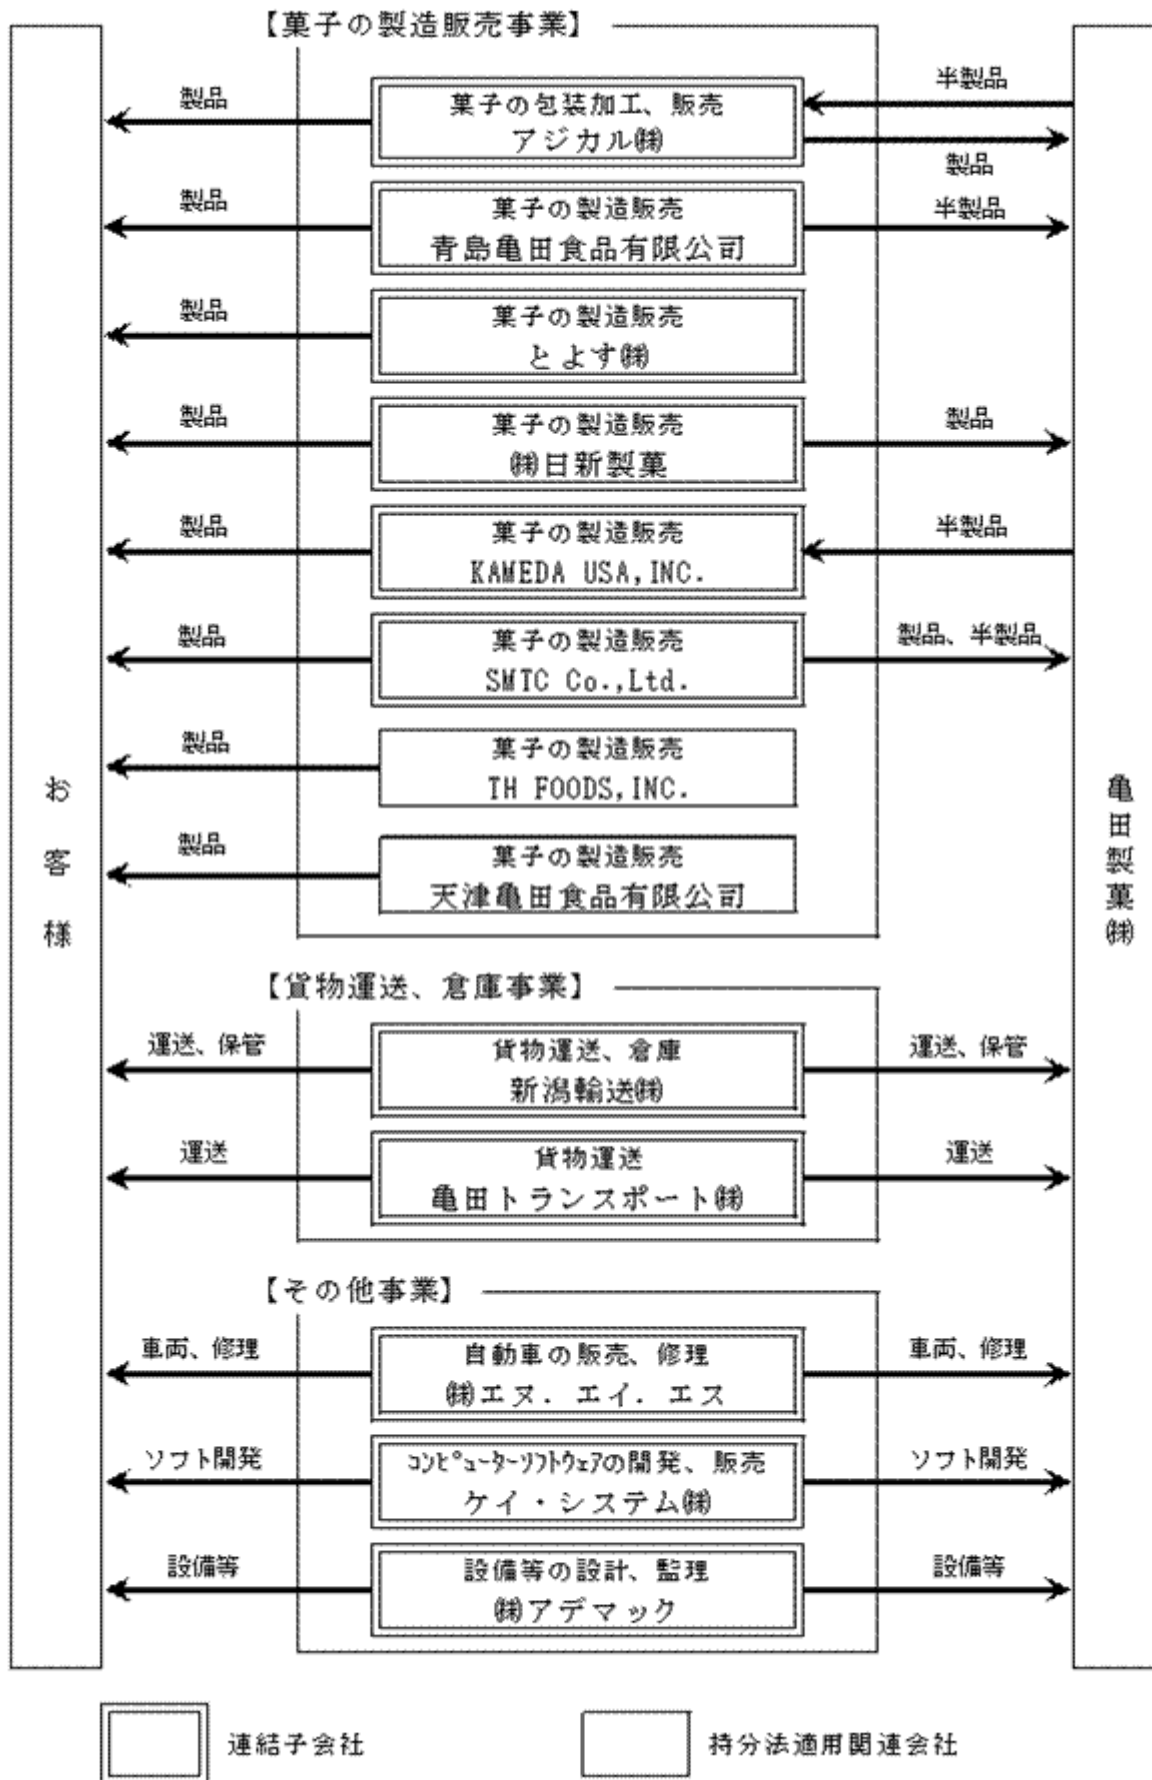 【菓子の製造販売事業】
製品
菓子の包装加工、販売
アジカル㈱
半製品
製品
製品
菓子の製造販売
青島亀田食品有限公司
半製品
製品
菓子の製造販売
とよす㈱
製品
菓子の製造販売
㈱日新製菓
製品
製品
菓子の製造販売
KAMEDA USA,INC.
半製品
製品
菓子の製造販売
SMTC Co.,Ltd.
製品、半製品
製品
菓子の製造販売
TH FOODS,INC.
製品
菓子の製造販売
天津亀田食品有限公司
お客様
亀田製菓㈱
【貨物運送、倉庫事業】
運送、保管
貨物運送、倉庫
新潟輸送㈱
運送、保管
運送
貨物運送
亀田トランスポート㈱
運送
【その他事業】
車両、修理
自動車の販売、修理
㈱エヌ．エイ．エス
車両、修理
ソフト開発
ｺﾝﾋﾟｭｰﾀｰｿﾌﾄｳｪｱの開発、販売
ケイ・システム㈱
ソフト開発
設備等
設備等の設計、監理
㈱アデマック
設備等
連結子会社
持分法適用関連会社